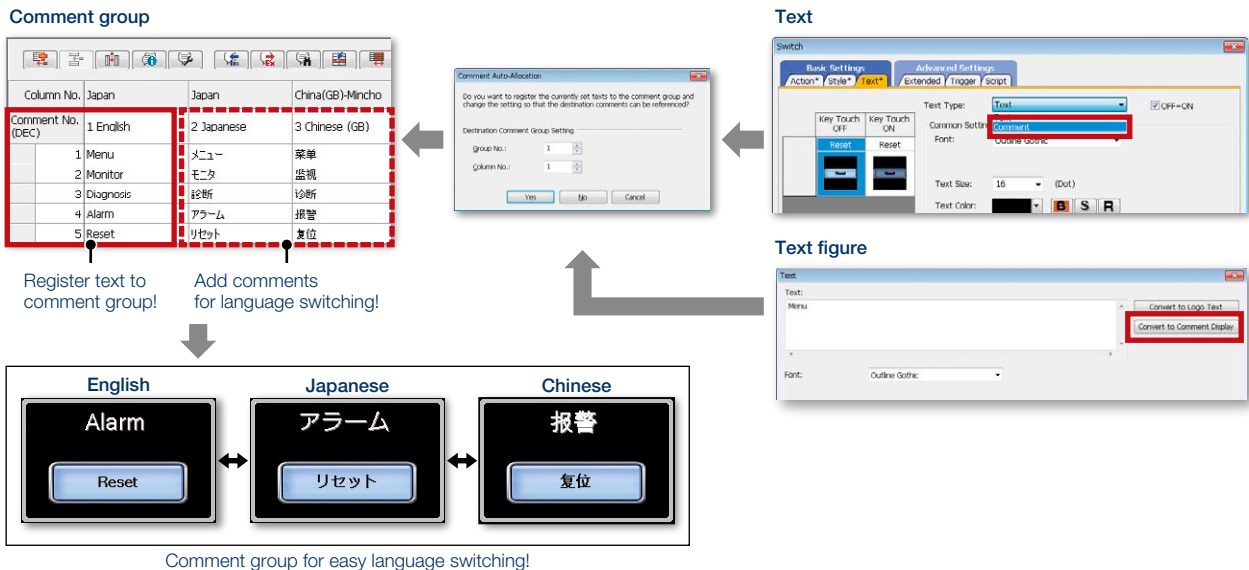 Comment group
Column No. Japan Japan China(GB)-Mincho
Comment No. (DEC) 1 English 2 Japanese 3 Chinese (GB)
1 Menu メニュー 菜单
2 Monitor モニタ 监视
3 Diagnosis 診断 诊断
4 Alarm アラーム 报警
5 Reset リセット 复位
Register text to
comment group!
Add comments
for language switching!
Comment Auto-Allocation
Do you want to register the currently set texts to the comment group and
change the setting so that the destination comments can be referenced?
Destination Comment Group Setting
Group No.: 1
Column No.: 1
Yes No Cancel
Text
Switch
Basic Settings Advanced Settings
Action* Style* Text* Extended Trigger Script
Text Type: Text OFF=ON
Key Touch OFF Key Touch ON
Common Settin Comment
Reset Reset
Font: Outline Gothic
Text Size: 16 (Dot)
Text Color: B S R
Text figure
Text
Text:
Menu
Convert to Logo Text
Convert to Comment Display
Font: Outline Gothic
English Japanese Chinese
Alarm アラーム 报警
Reset リセット 复位
Comment group for easy language switching!